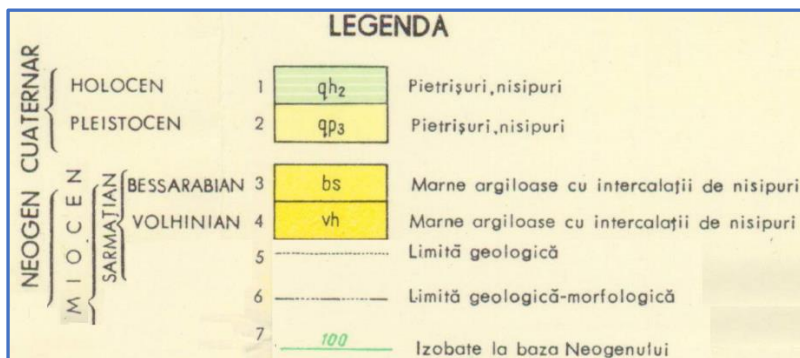 LEGENDA
CUATERNAR
HOLOCEN 1 qh2 Pietrişuri, nisipuri
PLEISTOCEN 2 qp3 Pietrişuri, nisipuri
NEOGEN
MIOCEN
SARMAŢIAN
BESSARABIAN 3 bs Marne argiloase cu intercalaţii de nisipuri
VOLHINIAN 4 vh Marne argiloase cu intercalaţii de nisipuri
5 Limită geologică
6 Limită geologică-morfologică
7 100 Izobate la baza Neogenului